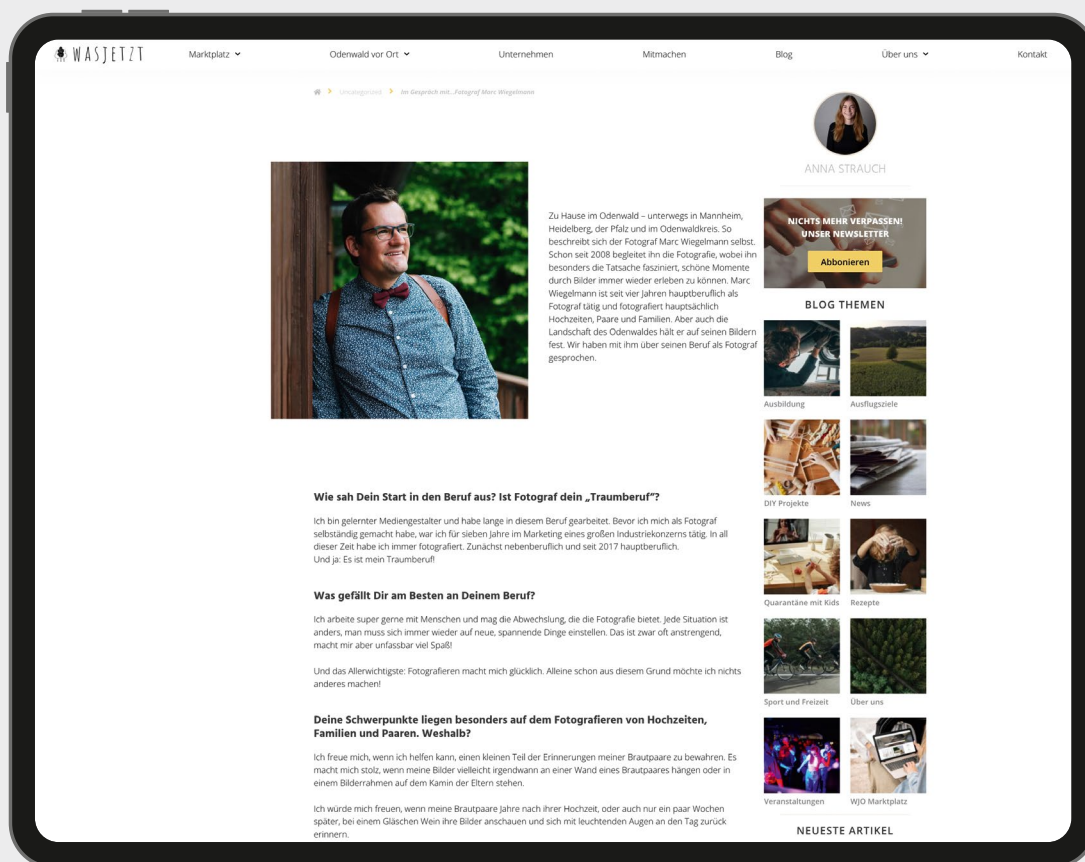 WASJETZT
Marktplatz
Odenwald vor Ort
Unternehmen
Mitmachen
Blog
Über uns
Kontakt
Uncategorized
Im Gespräch mit...Fotograf Marc Wiegelmann
Zu Hause im Odenwald – unterwegs in Mannheim,
Heidelberg, der Pfalz und im Odenwaldkreis. So
beschreibt sich der Fotograf Marc Wiegelmann selbst.
Schon seit 2008 begleitet ihn die Fotografie, wobei ihn
besonders die Tatsache fasziniert, schöne Momente
durch Bilder immer wieder erleben zu können. Marc
Wiegelmann ist seit vier Jahren hauptberuflich als
Fotograf tätig und fotografiert hauptsächlich
Hochzeiten, Paare und Familien. Aber auch die
Landschaft des Odenwaldes hält er auf seinen Bildern
fest. Wir haben mit ihm über seinen Beruf als Fotograf
gesprochen.
Wie sah Dein Start in den Beruf aus? Ist Fotograf dein „Traumberuf“?
Ich bin gelernter Mediengestalter und habe lange in diesem Beruf gearbeitet. Bevor ich mich als Fotograf
selbständig gemacht habe, war ich für sieben Jahre im Marketing eines großen Industriekonzerns tätig. In all
dieser Zeit habe ich immer fotografiert. Zunächst nebenberuflich und seit 2017 hauptberuflich.
Und ja: Es ist mein Traumberuf!
Was gefällt Dir am Besten an Deinem Beruf?
Ich arbeite super gerne mit Menschen und mag die Abwechslung, die die Fotografie bietet. Jede Situation ist
anders, man muss sich immer wieder auf neue, spannende Dinge einstellen. Das ist zwar oft anstrengend,
macht mir aber unfassbar viel Spaß!
Und das Allerwichtigste: Fotografieren macht mich glücklich. Alleine schon aus diesem Grund möchte ich nichts
anderes machen!
Deine Schwerpunkte liegen besonders auf dem Fotografieren von Hochzeiten,
Familien und Paaren. Weshalb?
Ich freue mich, wenn ich helfen kann, einen kleinen Teil der Erinnerungen meiner Brautpaare zu bewahren. Es
macht mich stolz, wenn meine Bilder vielleicht irgendwann an einer Wand eines Brautpaares hängen oder in
einem Bilderrahmen auf dem Kamin der Eltern stehen.
Ich würde mich freuen, wenn meine Brautpaare Jahre nach ihrer Hochzeit, oder auch nur ein paar Wochen
später, bei einem Gläschen Wein ihre Bilder anschauen und sich mit leuchtenden Augen an den Tag zurück
erinnern.
ANNA STRAUCH
NICHTS MEHR VERPASSEN!
UNSER NEWSLETTER
Abbonieren
BLOG THEMEN
Ausbildung
Ausflugsziele
DIY Projekte
News
Quarantäne mit Kids
Rezepte
Sport und Freizeit
Über uns
Veranstaltungen
WJO Marktplatz
NEUESTE ARTIKEL